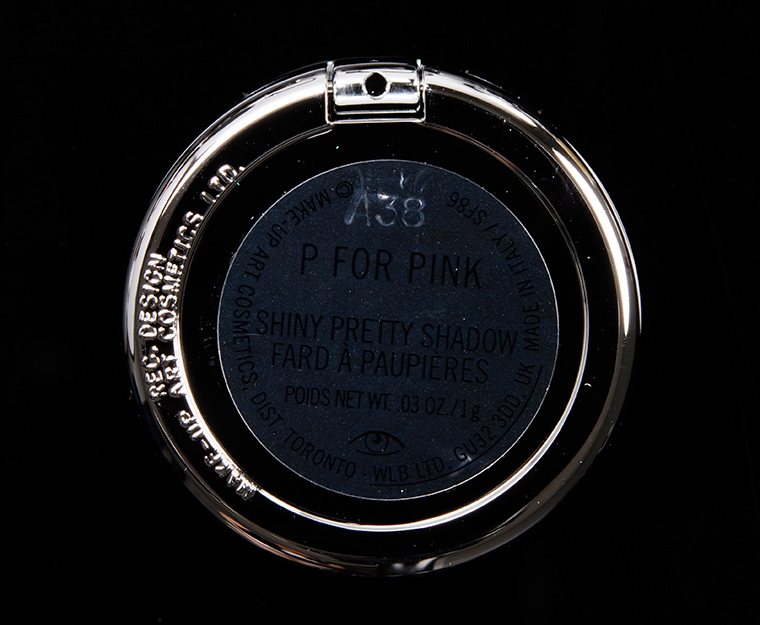 A38
P FOR PINK
SHINY PRETTY SHADOW
FARD À PAUPIÈRES
POIDS NET WT. .03 OZ./1 g
© MAKE-UP ART COSMETICS, DIST. TORONTO · WLB LTD, GU32 3DD, UK MADE IN ITALY / SF86
REG. DESIGN
MAKE-UP ART COSMETICS LTD.